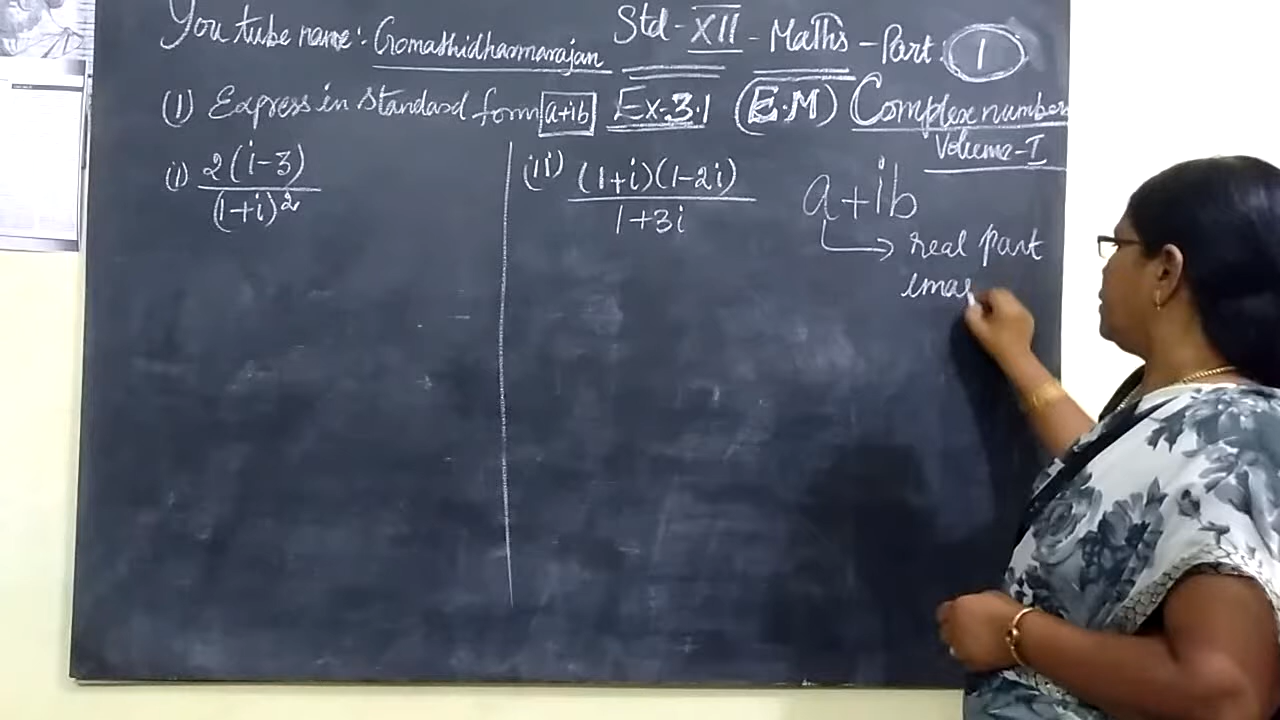 You tube name: Gomathidharmarajan
Std-XII - Maths - Part. 1
(1) Express in standard form a+ib Ex-3.1 (E.M) Complex numbers
Volume-I
(i) 2(i-3) / (1+i)²
(ii) (1+i)(1-2i) / 1+3i
a+ib
real part
imag